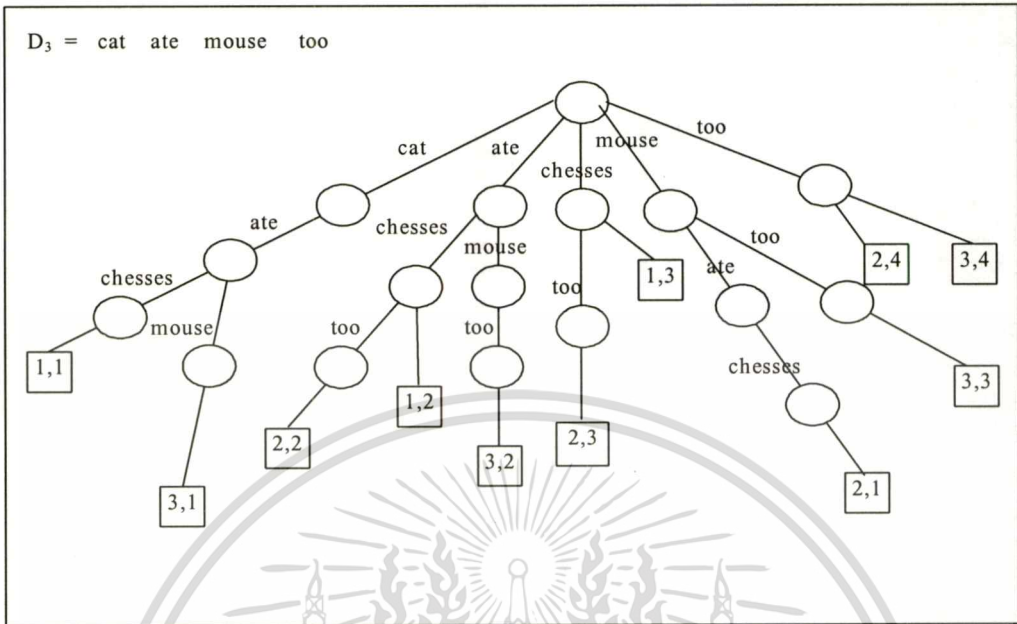 D₃ = cat ate mouse too
too
cat
ate
mouse
chesses
ate
chesses
mouse
too
ate
2,4
3,4
chesses
mouse
too
1,3
too
too
chesses
1,1
1,2
3,3
2,2
3,2
2,3
3,1
2,1